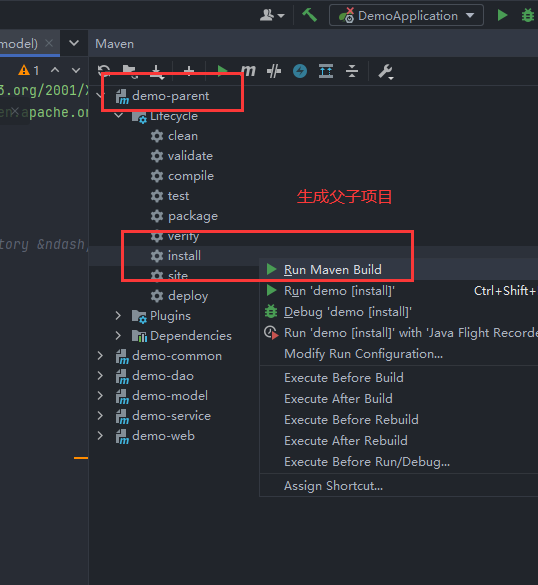 DemoApplication
model)
Maven
1
3.org/2001/X
m
demo-parent
apache.or
Lifecycle
clean
validate
compile
test
生成父子项目
package
verify
tory &ndash;
install
Run Maven Build
site
Run 'demo [install]' Ctrl+Shift+
deploy
Debug 'demo [install]'
Plugins
Run 'demo [install]' with 'Java Flight Recorde
Dependencies
Modify Run Configuration...
demo-common
demo-dao
Execute Before Build
demo-model
Execute After Build
demo-service
Execute Before Rebuild
demo-web
Execute After Rebuild
Execute Before Run/Debug...
Assign Shortcut...